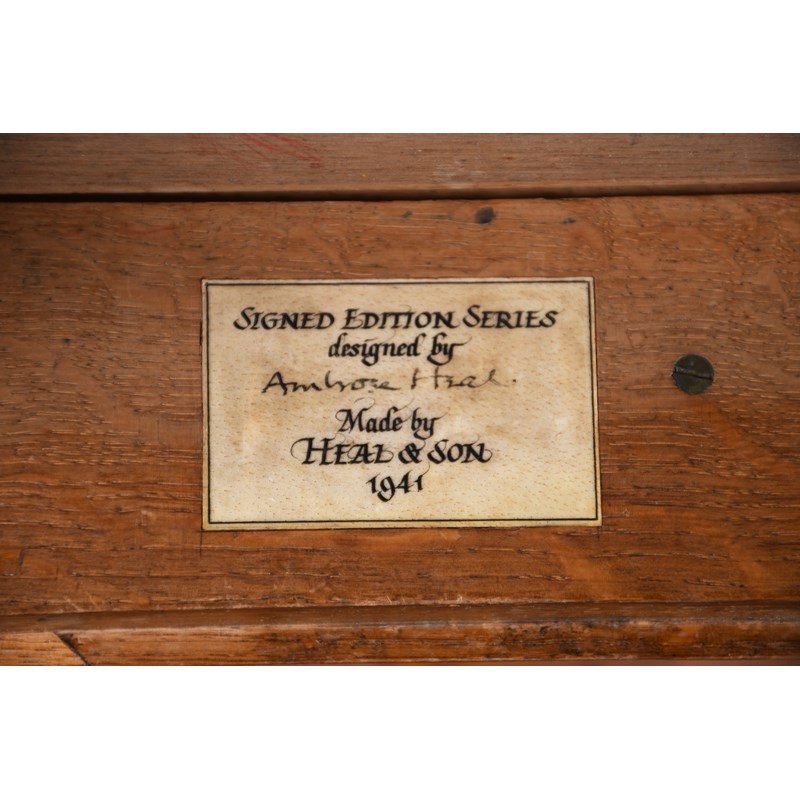 SIGNED EDITION SERIES
designed by
Ambrose Heal.
Made by
HEAL & SON
1941